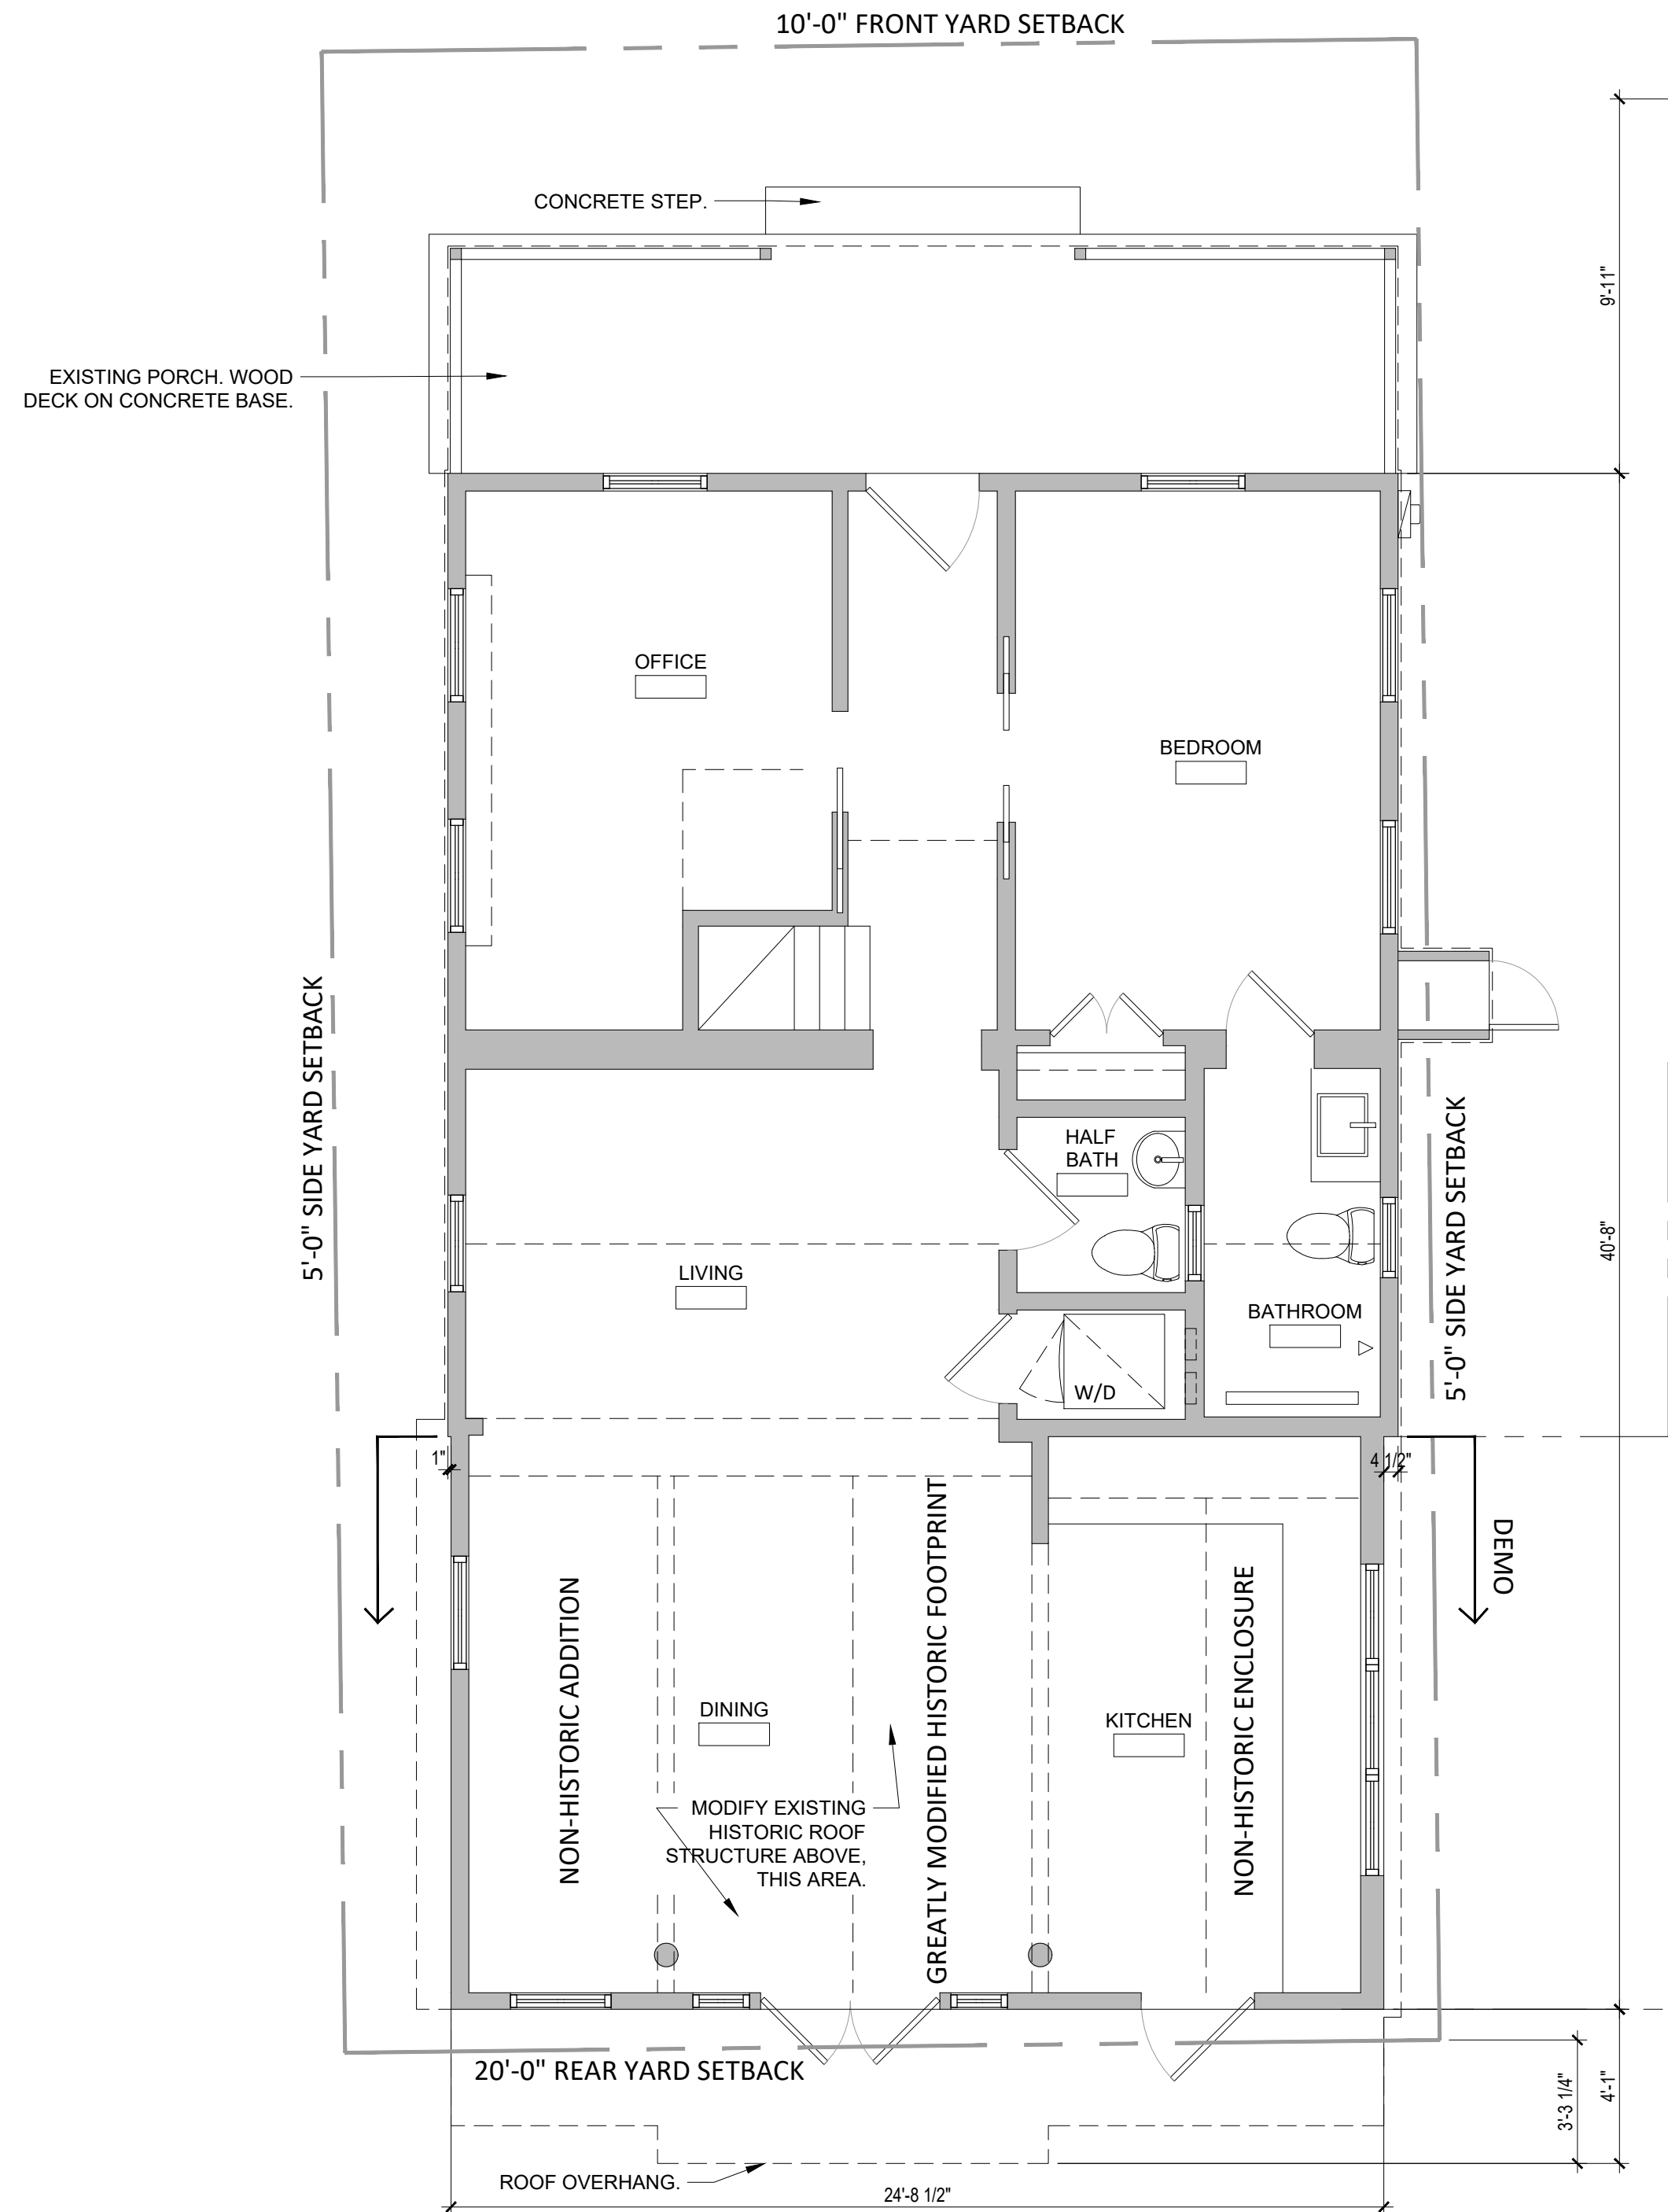 10'-0" FRONT YARD SETBACK
CONCRETE STEP.
9'-11"
EXISTING PORCH. WOOD
DECK ON CONCRETE BASE.
OFFICE
BEDROOM
5'-0" SIDE YARD SETBACK
HALF
BATH
5'-0" SIDE YARD SETBACK
40'-8"
LIVING
BATHROOM
W/D
1"
4 1/2"
DEMO
NON-HISTORIC ADDITION
GREATLY MODIFIED HISTORIC FOOTPRINT
NON-HISTORIC ENCLOSURE
DINING
KITCHEN
MODIFY EXISTING
HISTORIC ROOF
STRUCTURE ABOVE,
THIS AREA.
20'-0" REAR YARD SETBACK
3'-3 1/4"
4'-1"
ROOF OVERHANG.
24'-8 1/2"